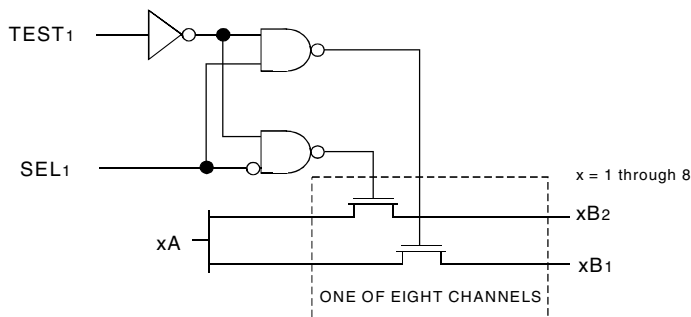 TEST1
SEL1
x = 1 through 8
xB2
xA
xB1
ONE OF EIGHT CHANNELS